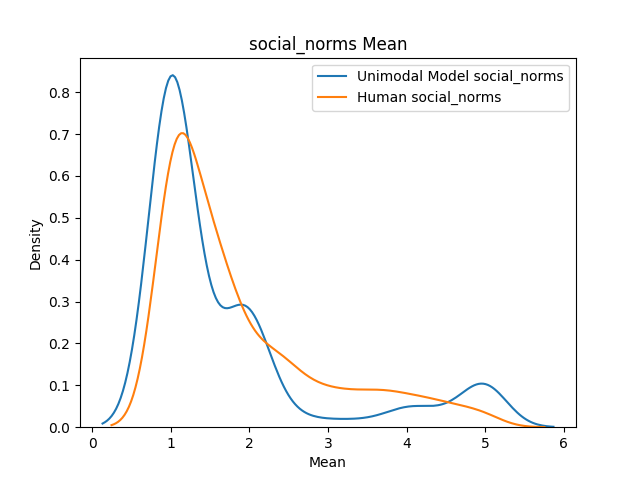 social_norms Mean
Unimodal Model social_norms
Human social_norms
Density
0.8
0.7
0.6
0.5
0.4
0.3
0.2
0.1
0.0
0 1 2 3 4 5 6
Mean